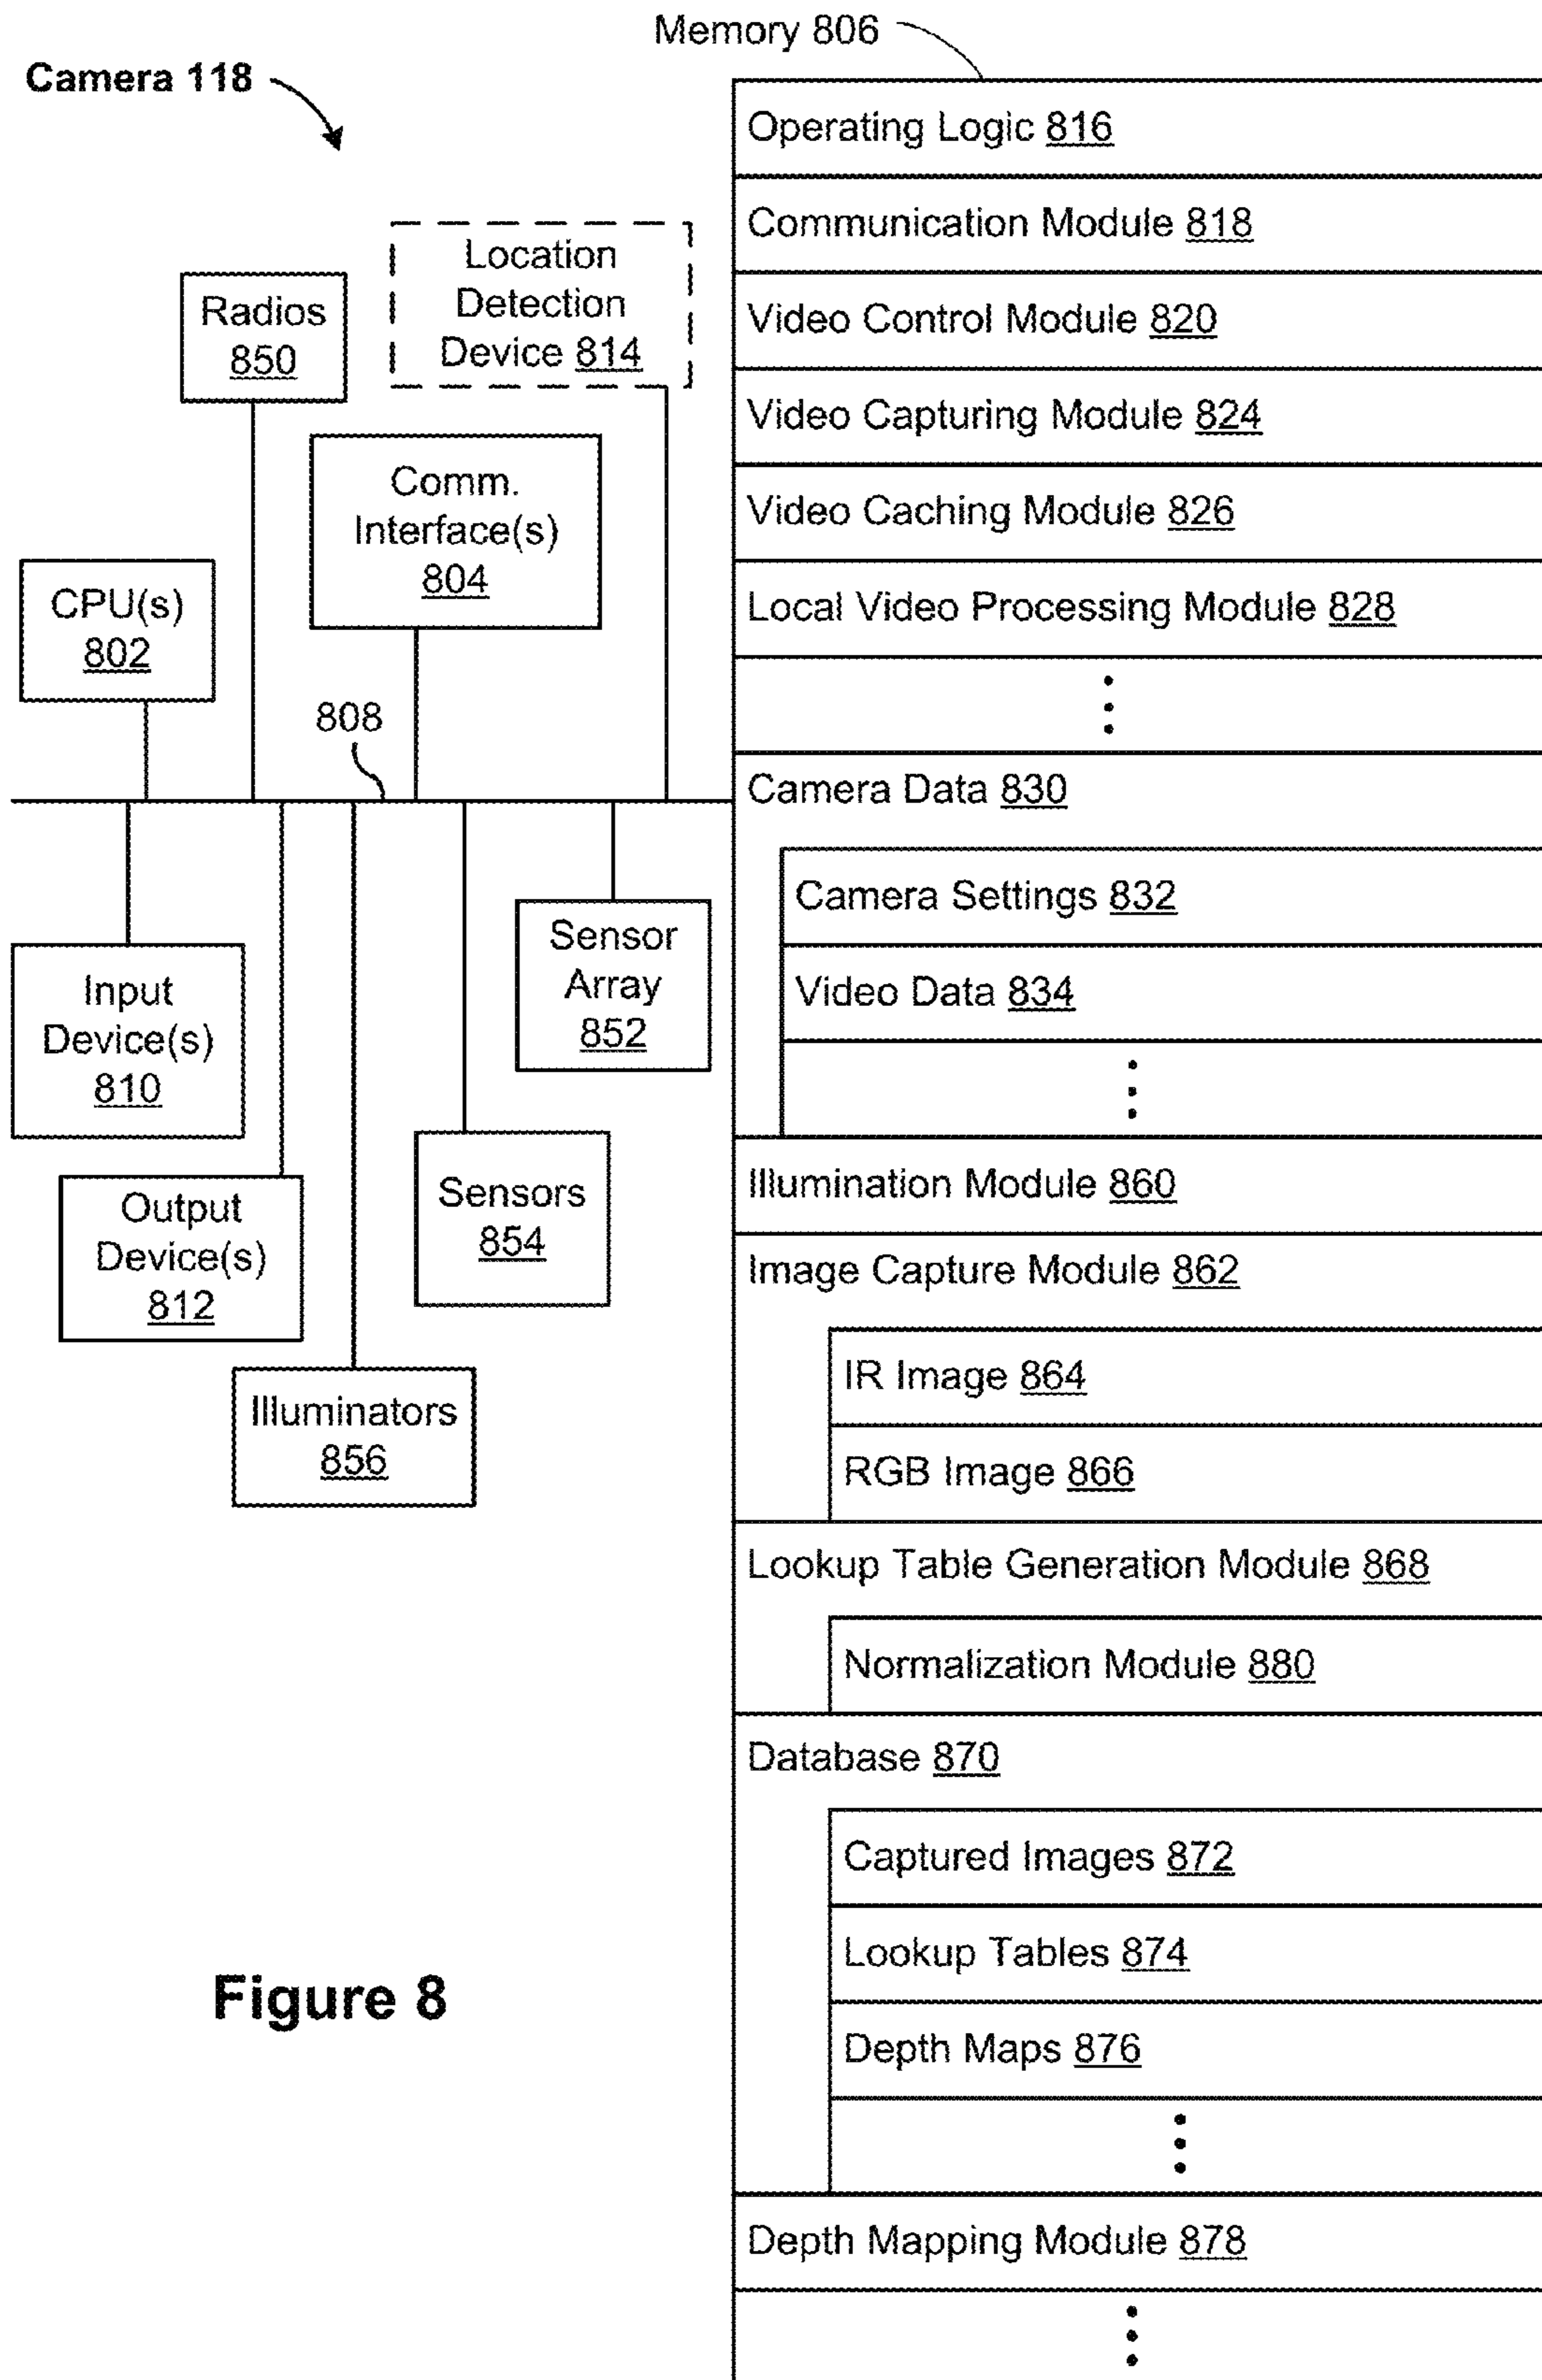 Memory 806
Camera 118
Location
Detection
Device 814
Radios
850
Comm.
Interface(s)
804
CPU(s)
802
808
Sensor
Array
852
Input
Device(s)
810
Sensors
854
Output
Device(s)
812
Illuminators
856
Operating Logic 816
Communication Module 818
Video Control Module 820
Video Capturing Module 824
Video Caching Module 826
Local Video Processing Module 828
Camera Data 830
Camera Settings 832
Video Data 834
Illumination Module 860
Image Capture Module 862
IR Image 864
RGB Image 866
Lookup Table Generation Module 868
Normalization Module 880
Database 870
Captured Images 872
Lookup Tables 874
Depth Maps 876
Depth Mapping Module 878
Figure 8